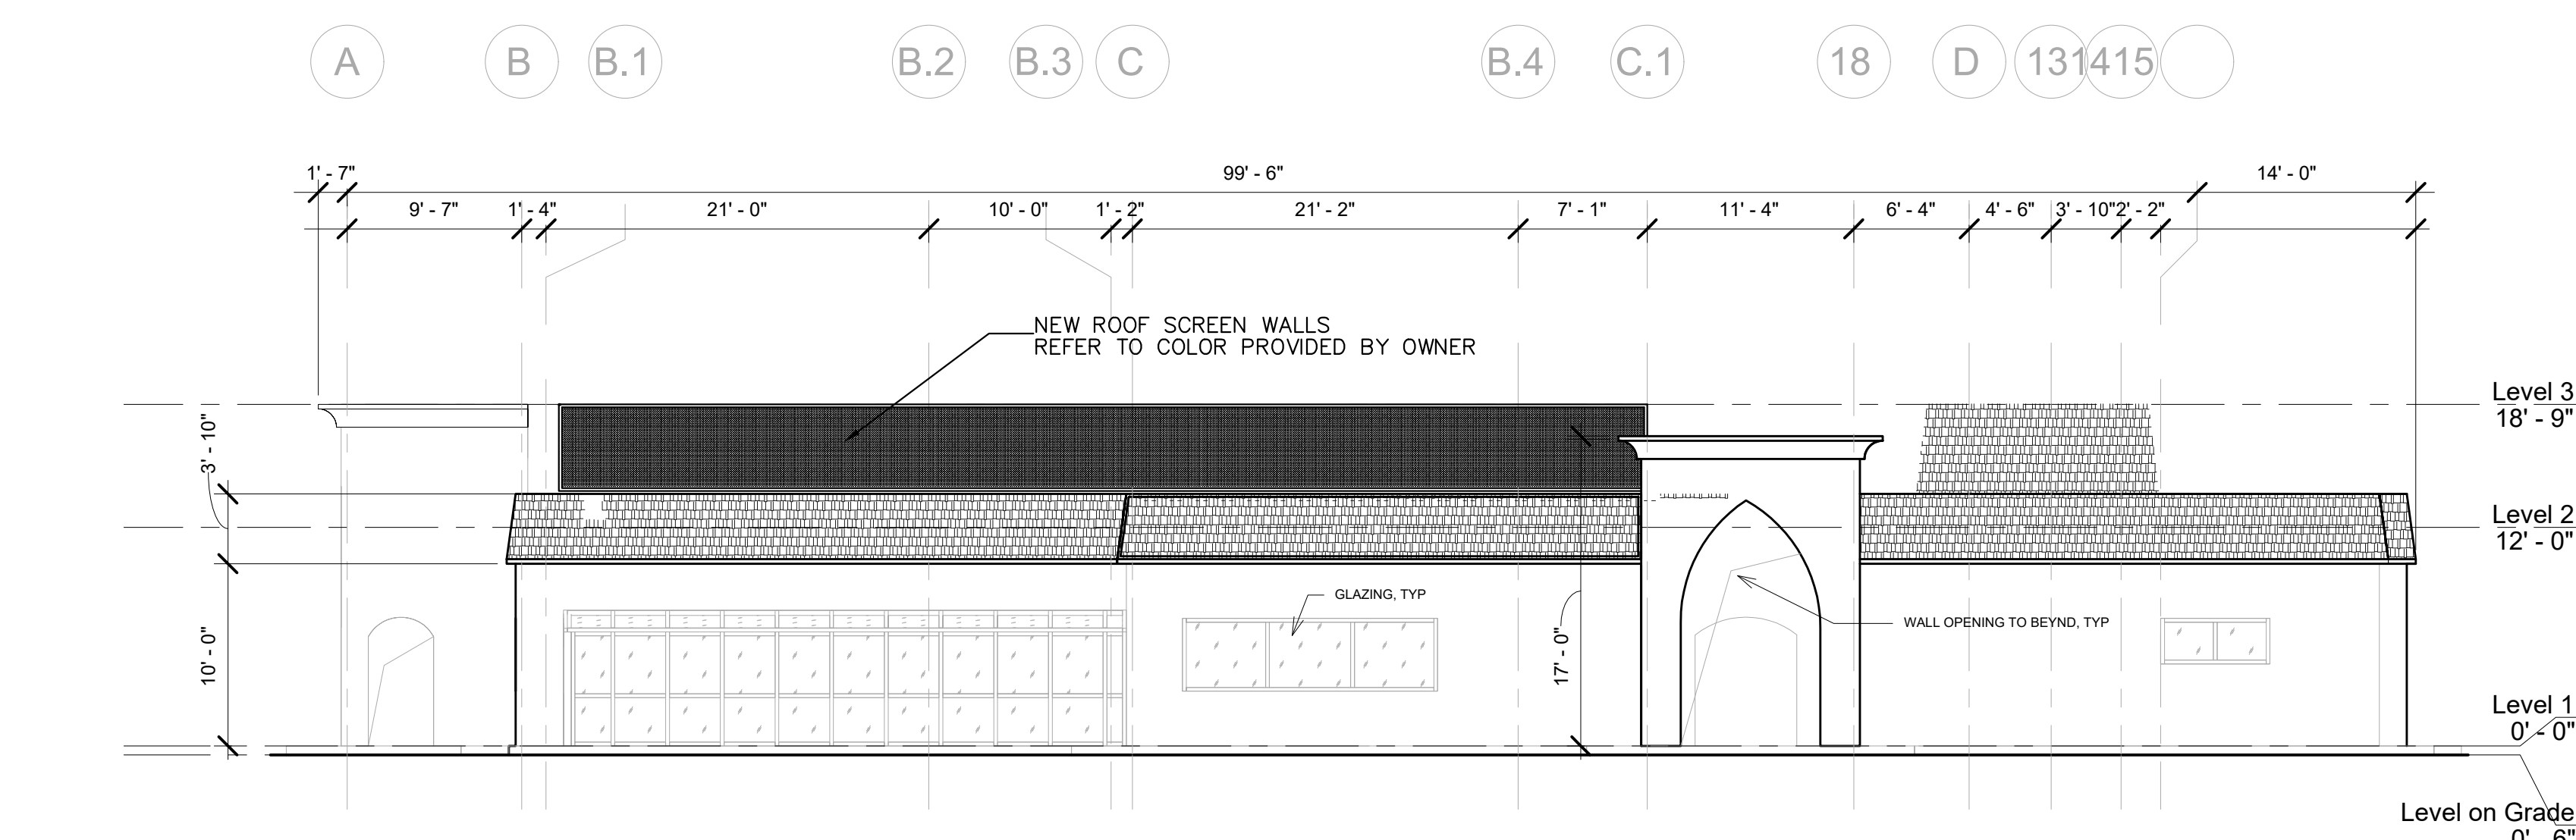 A B B.1 B.2 B.3 C B.4 C.1 18 D 131415
1' - 7" 99' - 6" 14' - 0"
9' - 7" 1' - 4" 21' - 0" 10' - 0" 1' - 2" 21' - 2" 7' - 1" 11' - 4" 6' - 4" 4' - 6" 3' - 10" 2' - 2"
NEW ROOF SCREEN WALLS
REFER TO COLOR PROVIDED BY OWNER
3' - 10"
Level 3
18' - 9"
Level 2
12' - 0"
GLAZING, TYP
WALL OPENING TO BEYND, TYP
10' - 0"
17' - 0"
Level 1
0' - 0"
Level on Grade
0' - 6"